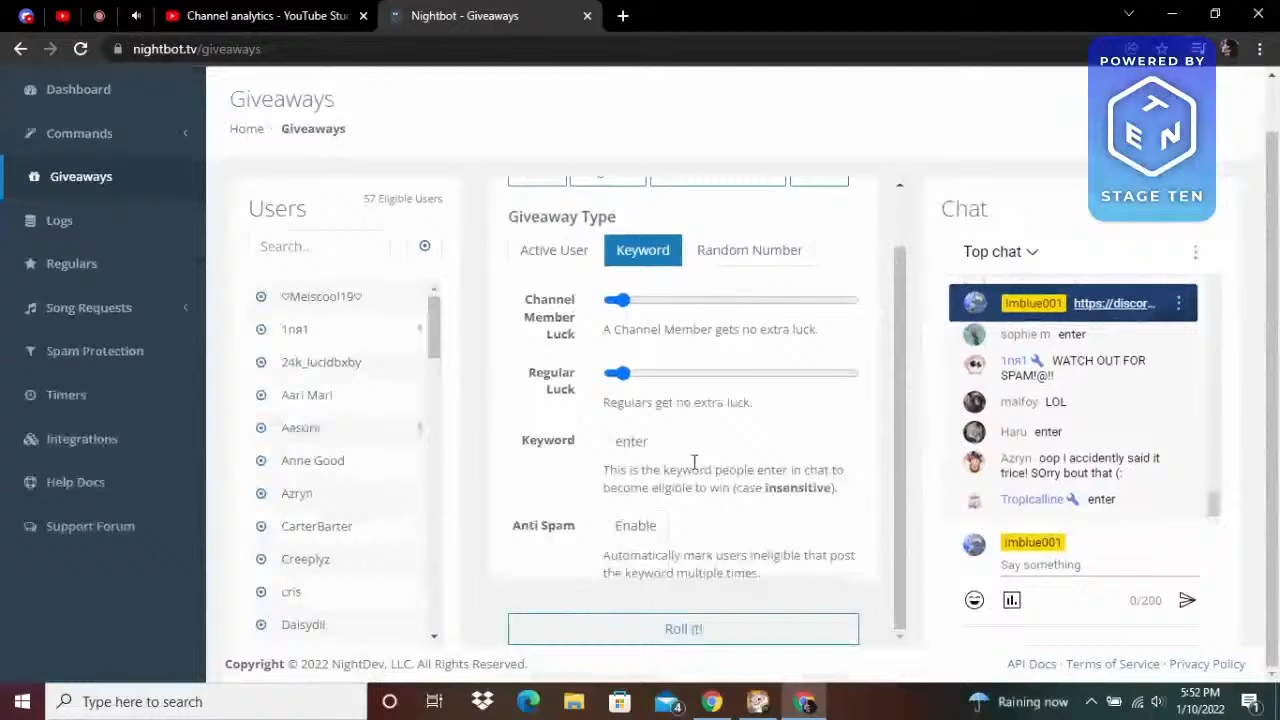 Channel analytics - YouTube Stu
Nightbot - Giveaways
nightbot.tv/giveaways
POWERED BY
TEN
STAGE TEN
Dashboard
Commands
Giveaways
Logs
Regulars
Song Requests
Spam Protection
Timers
Integrations
Help Docs
Support Forum
Giveaways
Home Giveaways
Users
57 Eligible Users
Search...
♡Meiscool19♡
1пя1
24k_lucidbxby
Aari Mari
Aasumi
Anne Good
Azryn
CarterBarter
Creeplyz
cris
Daisydil
Giveaway Type
Active User Keyword Random Number
Channel
Member
Luck
A Channel Member gets no extra luck.
Regular
Luck
Regulars get no extra luck.
Keyword
enter
This is the keyword people enter in chat to
become eligible to win (case insensitive).
Anti Spam
Enable
Automatically mark users ineligible that post
the keyword multiple times.
Roll It!
Chat
Top chat
Imblue001 https://discor...
sophie m enter
1пя1 WATCH OUT FOR
SPAM!@!!
malfoy LOL
Haru enter
Azryn oop I accidently said it
trice! SOrry bout that (:
Tropicalline enter
Imblue001
Say something
0/200
Copyright © 2022 NightDev, LLC. All Rights Reserved.
API Docs · Terms of Service · Privacy Policy
Type here to search
4
Raining now
5:52 PM
1/10/2022
1